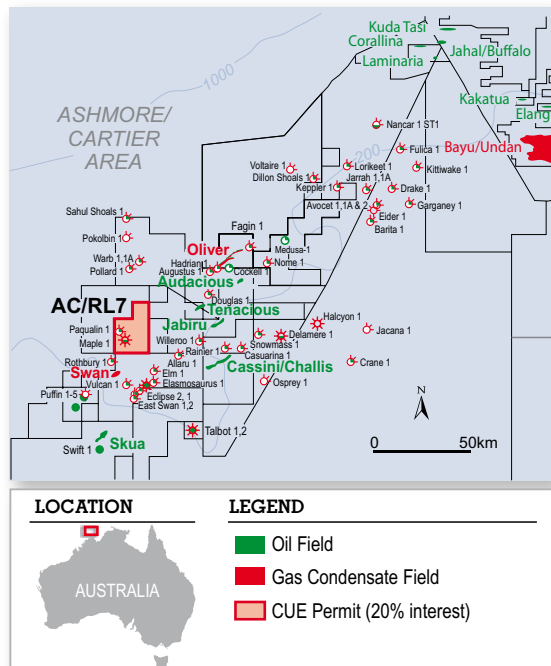 Kuda Tasi
Corallina
Jahal/Buffalo
Laminaria
1000
Kakatua
Elang
ASHMORE/
CARTIER
AREA
Nancar 1 ST1
Bayu/Undan
Fulica 1
200
Voltaire 1
Lorikeet 1
Kittiwake 1
Dillon Shoals 1
Jarrah 1,1A
Keppler 1
Drake 1
Avocet 1,1A & 2
Garganey 1
Sahul Shoals 1
Eider 1
Fagin 1
Barita 1
Pokolbin 1
Medusa-1
Oliver
Warb 1,1A
Hadrian1
Nome 1
Pollard 1
Augustus 1
Cockell 1
Audacious
AC/RL7
Douglas 1
Tenacious
Halcyon 1
Jabiru
Paqualin 1
Delamere 1
Jacana 1
Maple 1
Willeroo 1
Snowmass 1
Rainier 1
Casuarina 1
Rothbury 1
Allaru 1
Cassini/Challis
Crane 1
Swan
Elm 1
Vulcan 1
Elasmosaurus 1
Osprey 1
Puffin 1-5
Eclipse 2, 1
East Swan 1,2
N
Talbot 1,2
0
50km
Skua
Swift 1
LOCATION
AUSTRALIA
LEGEND
Oil Field
Gas Condensate Field
CUE Permit (20% interest)